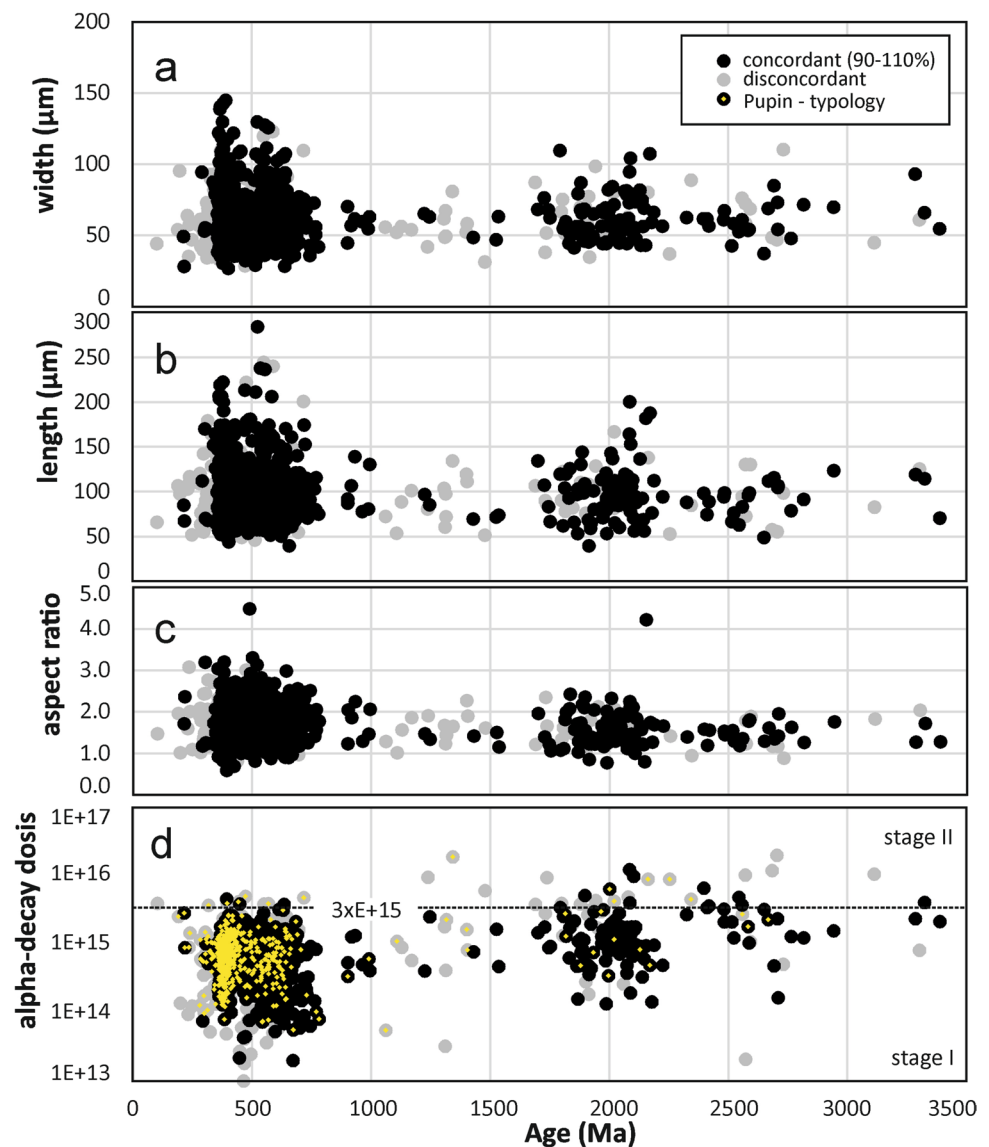 200
a
concordant (90-110%)
disconcordant
Pupin - typology
150
width (μm)
100
50
0
300
b
250
200
length (μm)
150
100
50
0
5.0
c
4.0
aspect ratio
3.0
2.0
1.0
0.0
1E+17
d
stage II
1E+16
alpha-decay dosis
3xE+15
1E+15
1E+14
stage I
1E+13
0 500 1000 1500 2000 2500 3000 3500
Age (Ma)